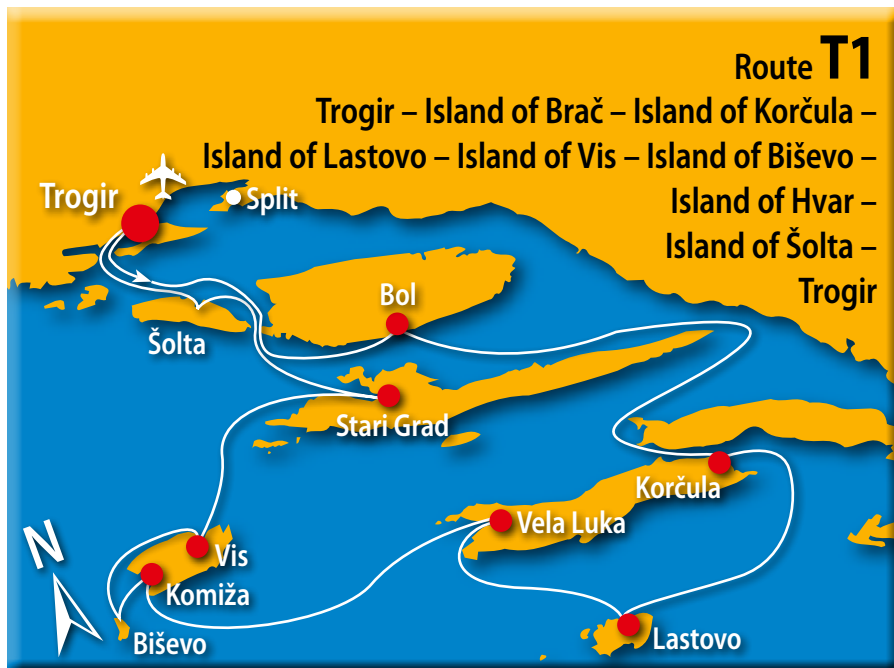 Route T1
Trogir – Island of Brač – Island of Korčula –
Island of Lastovo – Island of Vis – Island of Biševo –
Island of Hvar –
Island of Šolta –
Trogir
Trogir
Split
Bol
Šolta
Stari Grad
Korčula
Vela Luka
Vis
Komiža
Biševo
Lastovo
N